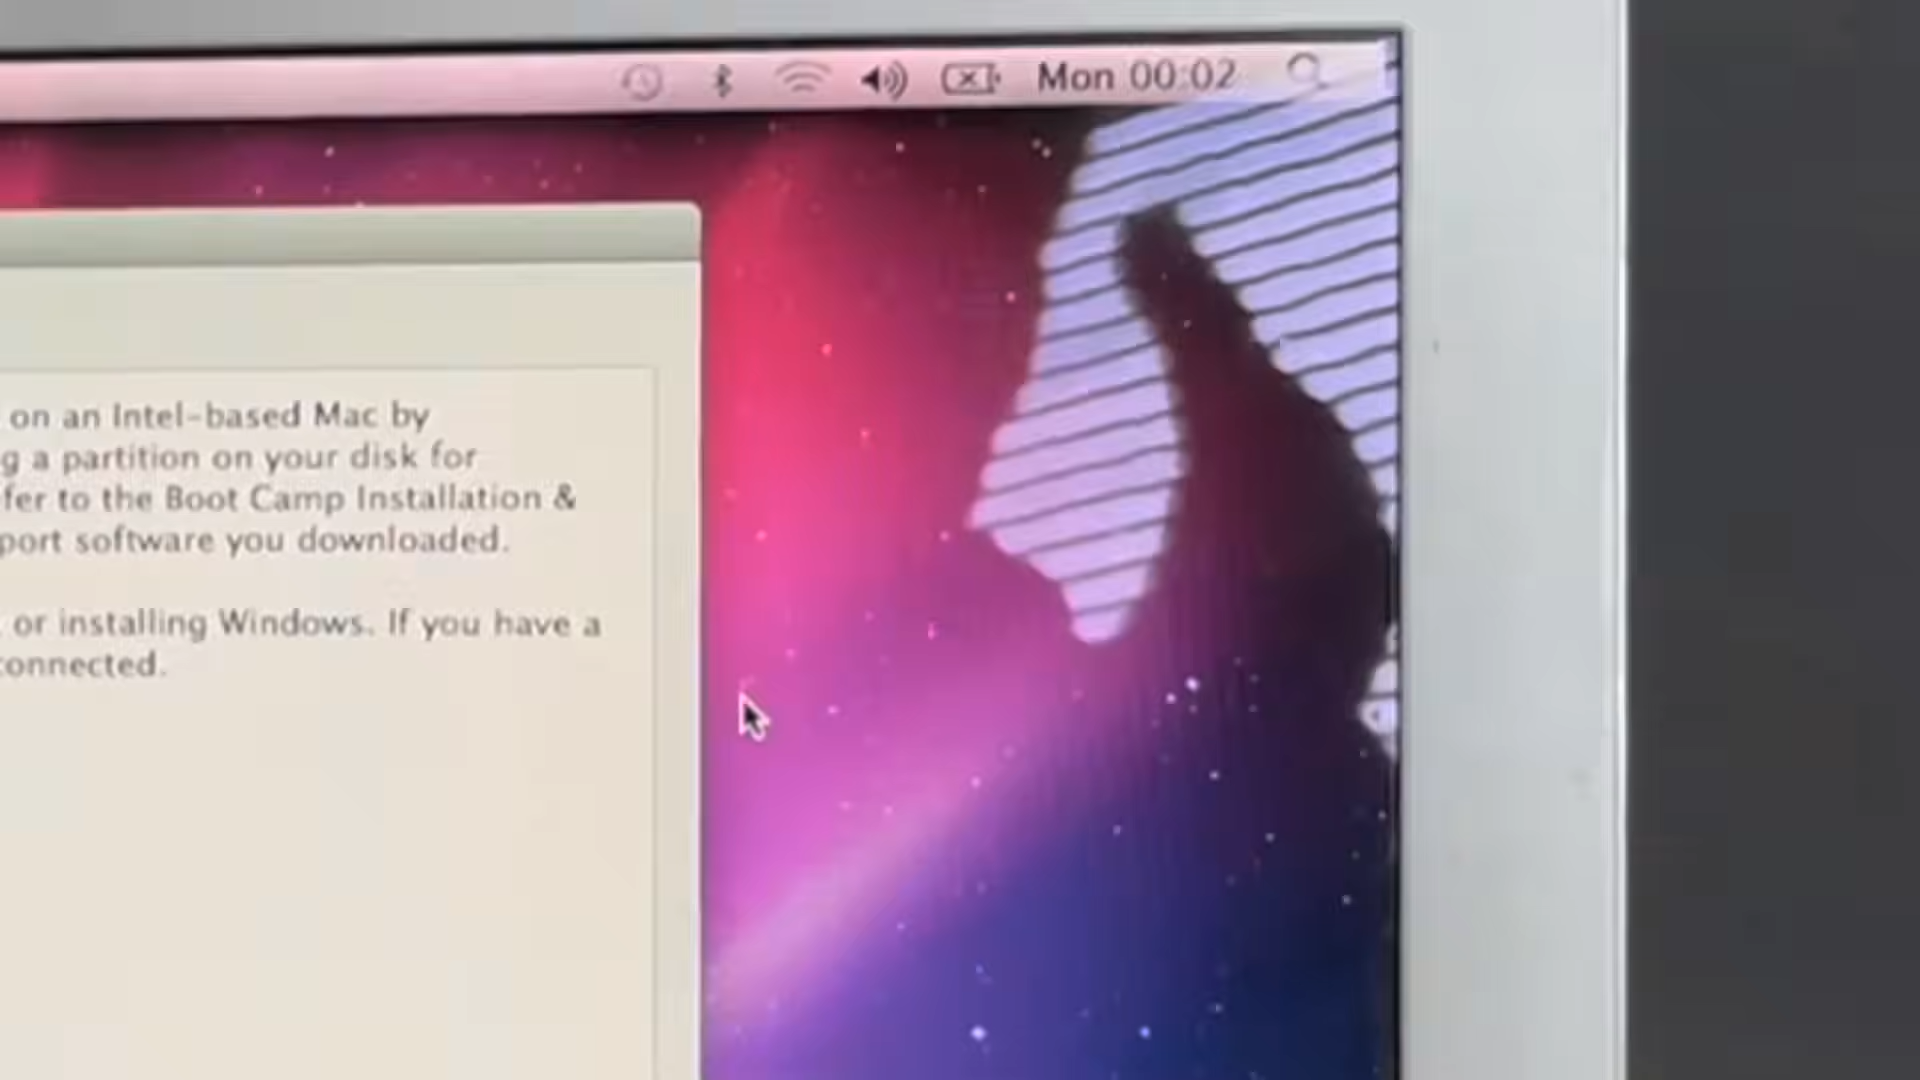 Mon 00:02
on an Intel-based Mac by
g a partition on your disk for
fer to the Boot Camp Installation &
port software you downloaded.
or installing Windows. If you have a
connected.